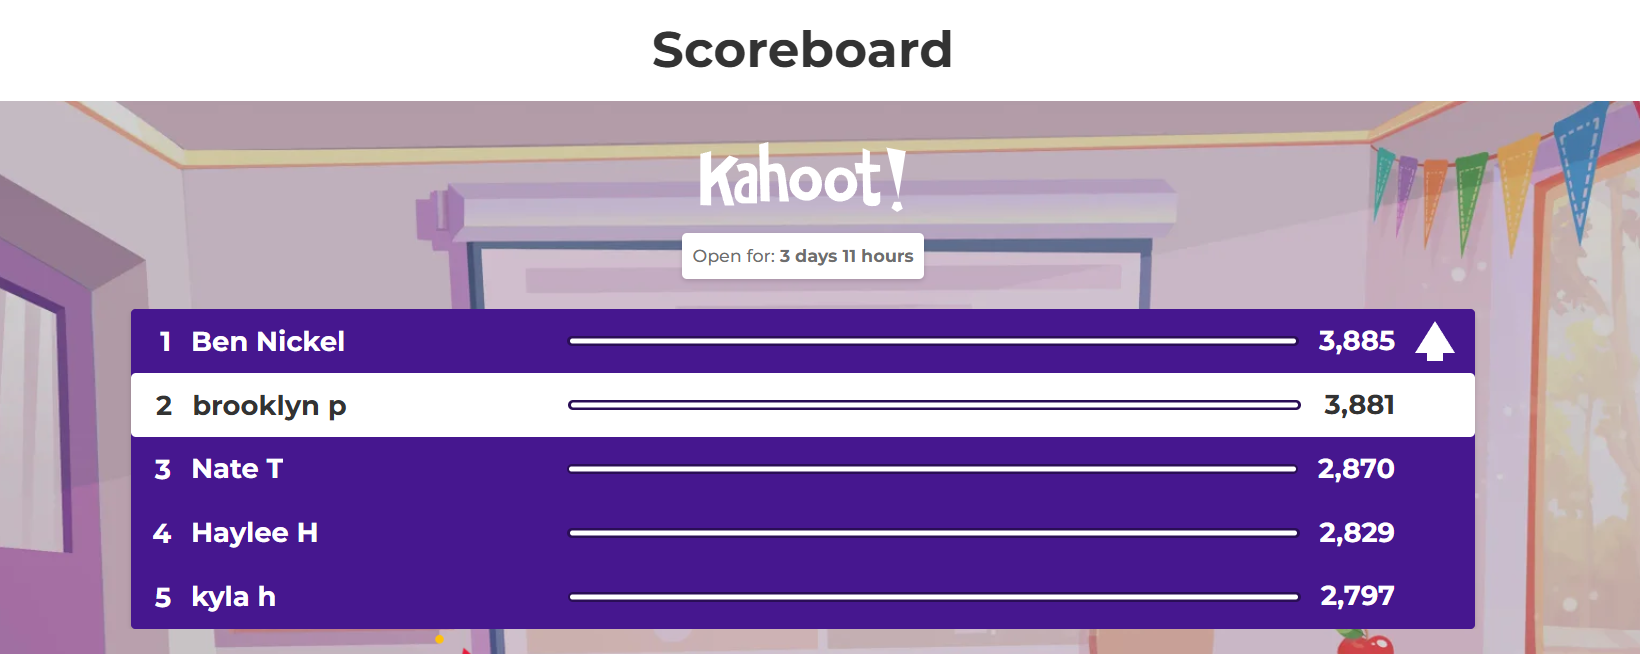 Scoreboard
Kahoot!
Open for: 3 days 11 hours
1 Ben Nickel 3,885
2 brooklyn p 3,881
3 Nate T 2,870
4 Haylee H 2,829
5 kyla h 2,797